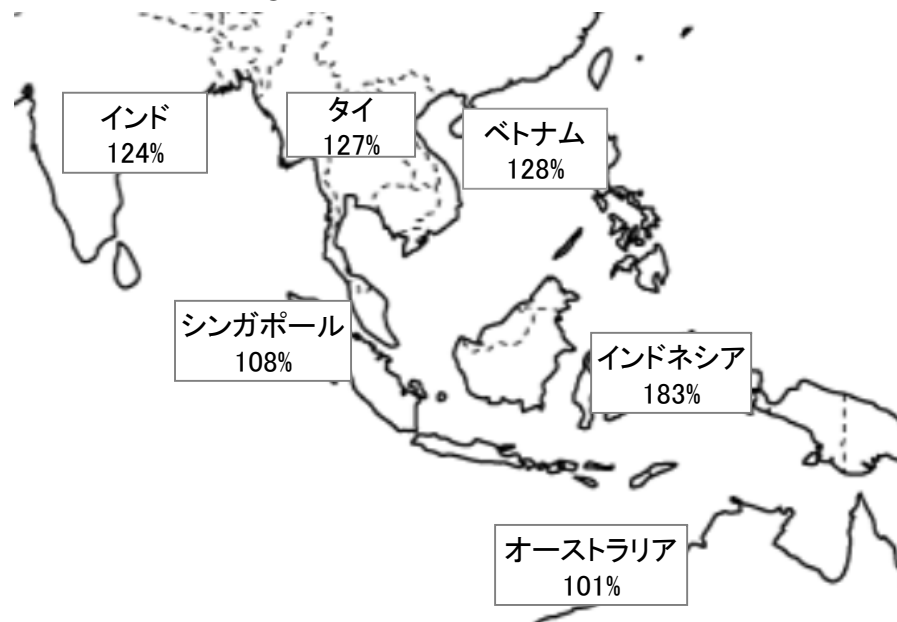 インド
124%
タイ
127%
ベトナム
128%
シンガポール
108%
インドネシア
183%
オーストラリア
101%